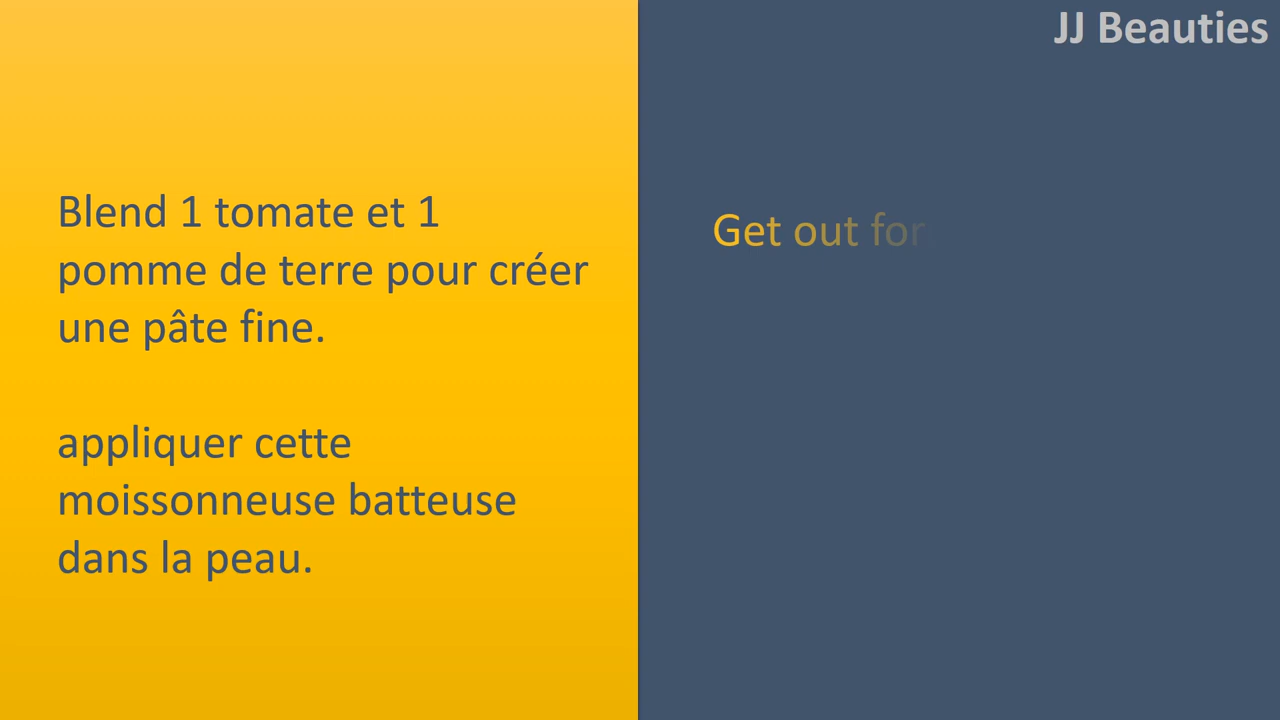 JJ Beauties
Blend 1 tomate et 1
pomme de terre pour créer
une pâte fine.
appliquer cette
moissonneuse batteuse
dans la peau.
Get out for